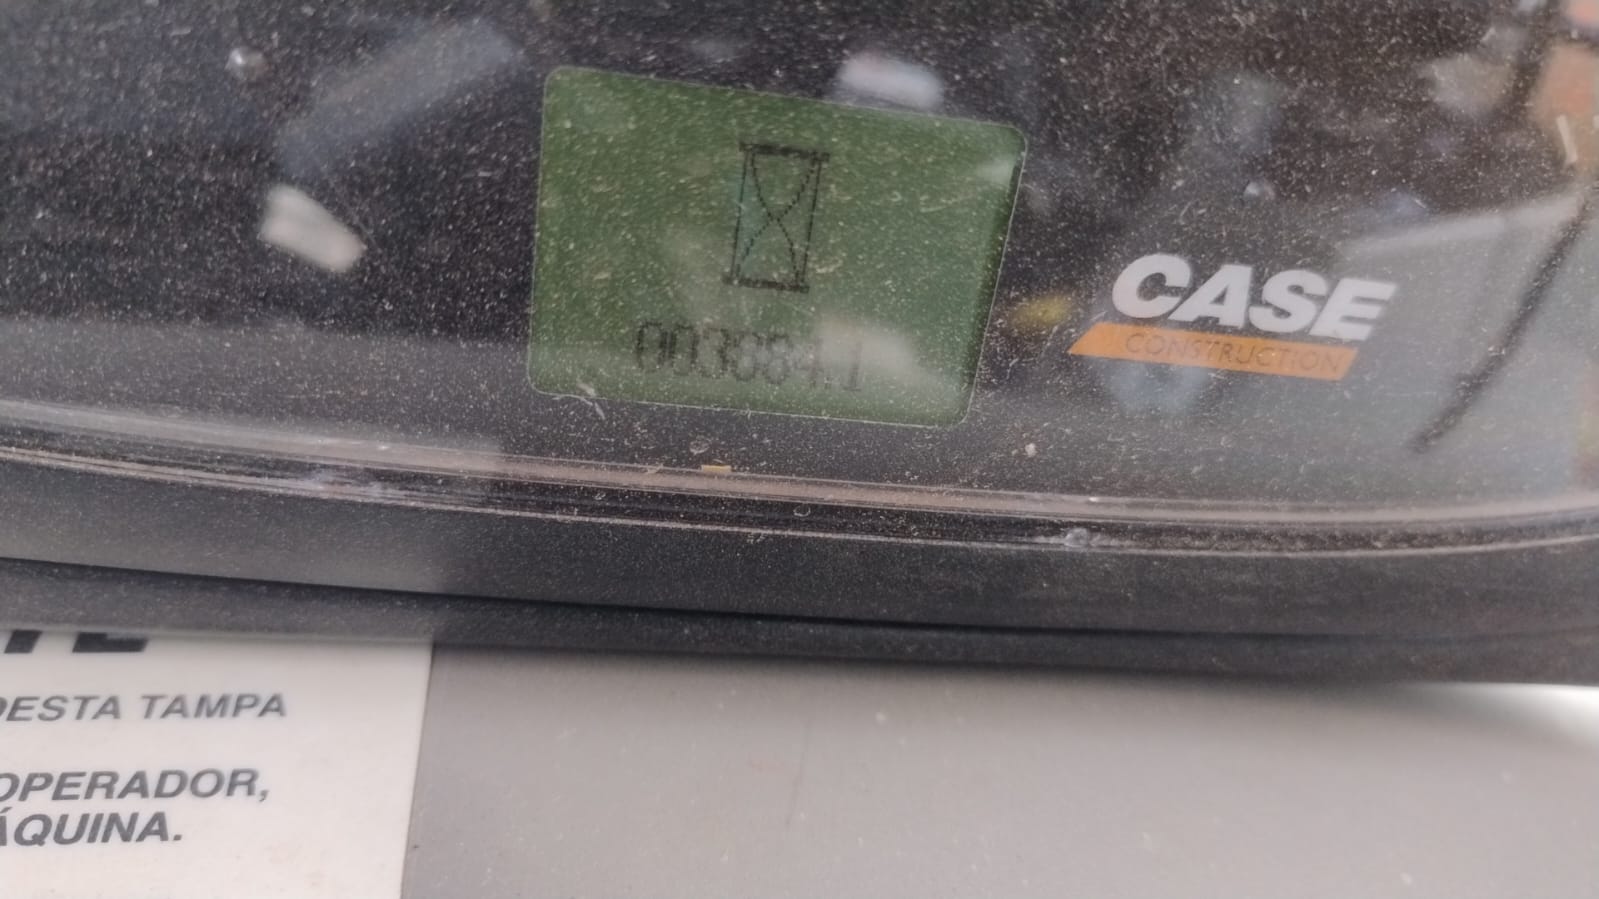 003884.1
CASE
CONSTRUCTION
DESTA TAMPA
OPERADOR,
ÁQUINA.